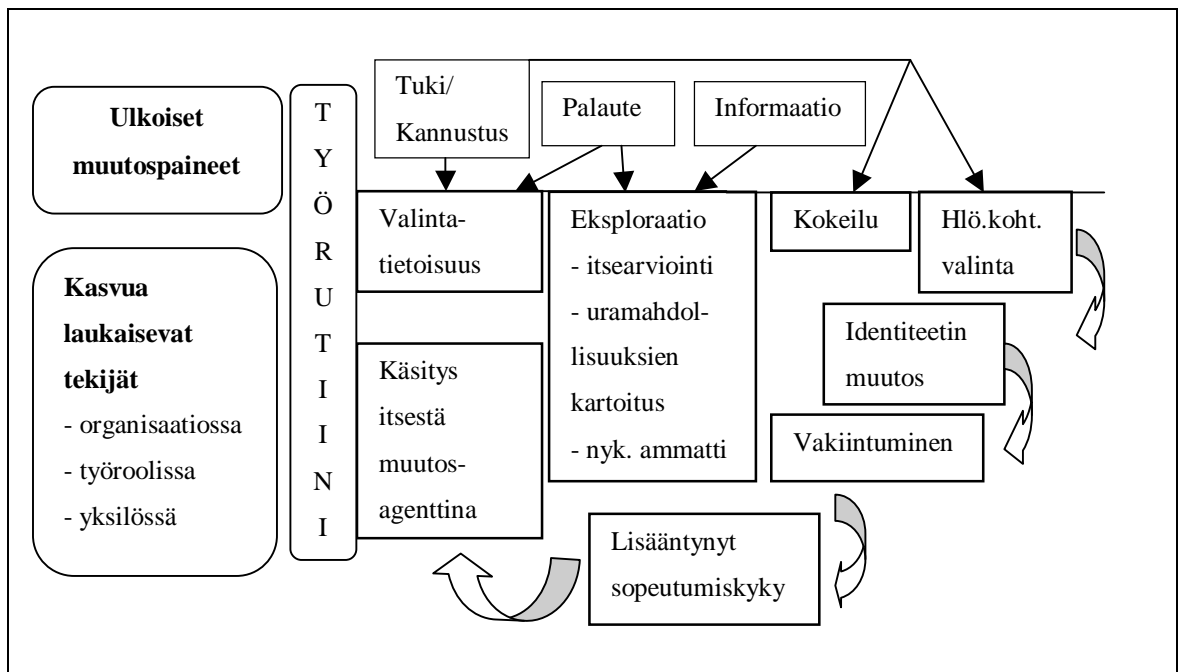 Ulkoiset
muutospaineet
Kasvua
laukaisevat
tekijät
- organisaatiossa
- työroolissa
- yksilössä
T
Y
Ö
R
U
T
I
I
N
I
Tuki/
Kannustus
Palaute
Informaatio
Valinta-
tietoisuus
Eksploraatio
- itsearviointi
- uramahdol-
lisuuksien
kartoitus
- nyk. ammatti
Kokeilu
Hlö.koht.
valinta
Identiteetin
muutos
Vakiintuminen
Lisääntynyt
sopeutumiskyky
Käsitys
itsestä
muutos-
agenttina